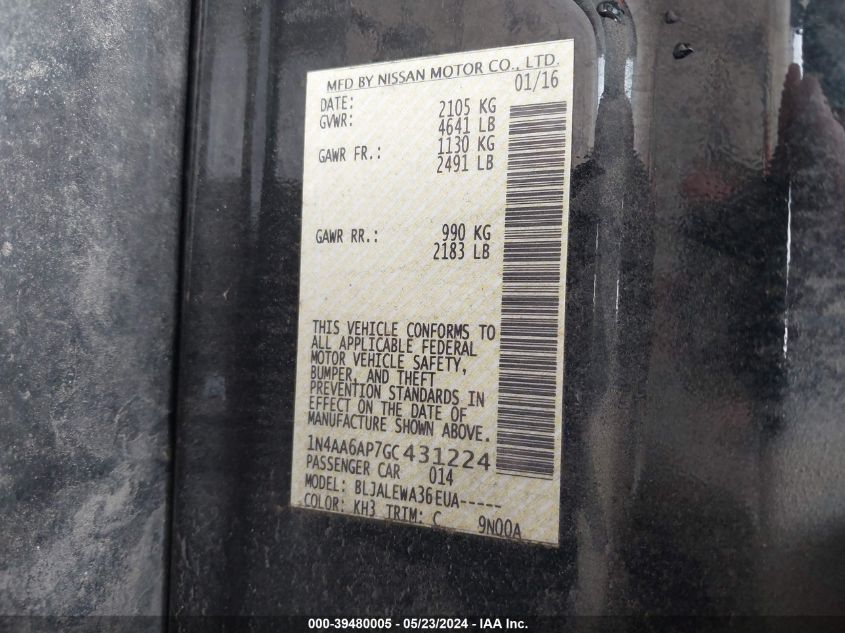 MFD BY NISSAN MOTOR CO., LTD.
DATE: 01/16
GVWR: 2105 KG
4641 LB
GAWR FR.: 1130 KG
2491 LB
GAWR RR.: 990 KG
2183 LB
THIS VEHICLE CONFORMS TO
ALL APPLICABLE FEDERAL
MOTOR VEHICLE SAFETY,
BUMPER, AND THEFT
PREVENTION STANDARDS IN
EFFECT ON THE DATE OF
MANUFACTURE SHOWN ABOVE.
1N4AA6AP7GC431224
PASSENGER CAR 014
MODEL: BLJALEWA36EUA-----
COLOR: KH3 TRIM: C 9N00A
000-39480005 - 05/23/2024 - IAA Inc.